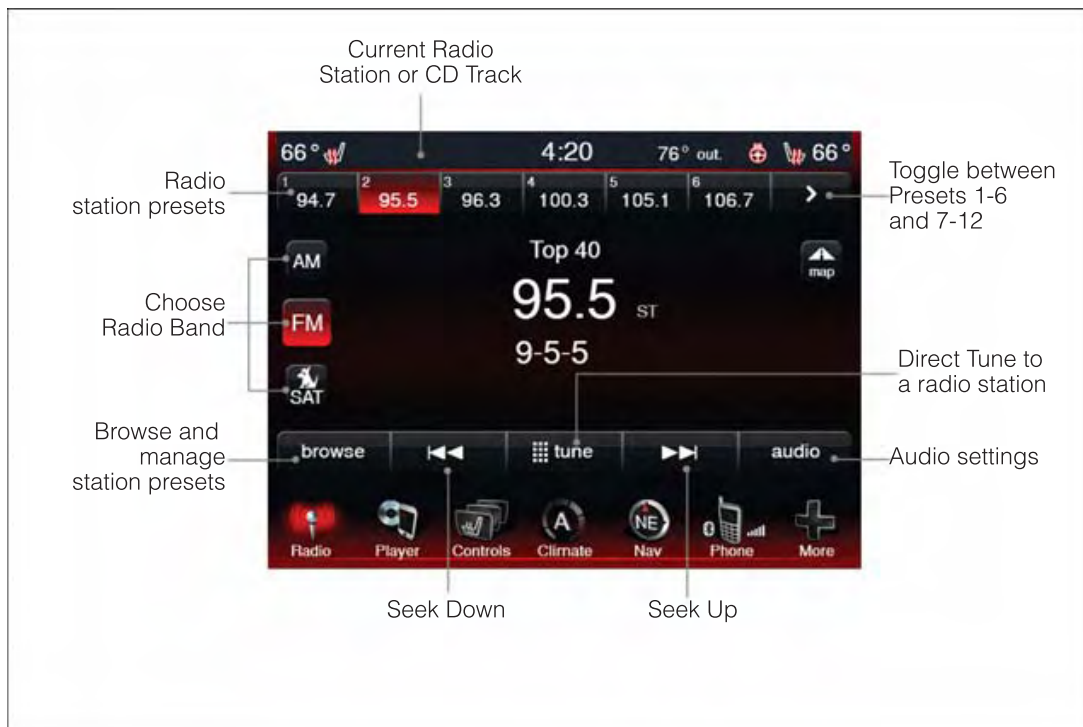 Current Radio
Station or CD Track
66° 4:20 76° out. 66°
Radio
station presets
1 94.7 2 95.5 3 96.3 4 100.3 5 105.1 6 106.7 >
Toggle between
Presets 1-6
and 7-12
AM
Top 40
map
Choose
Radio Band
FM
95.5 ST
9-5-5
SAT
Direct Tune to
a radio station
Browse and
manage
station presets
browse tune audio
Audio settings
A NE
Radio Player Controls Climate Nav Phone More
Seek Down Seek Up